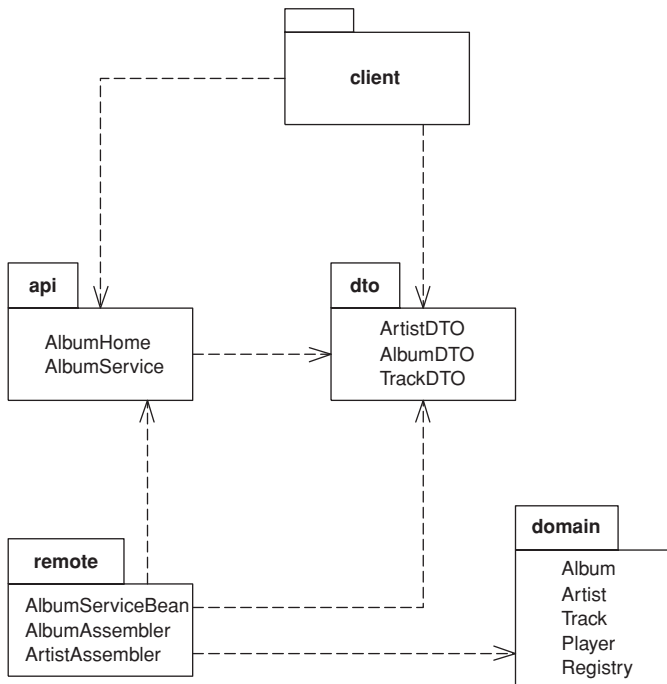 client
api
AlbumHome
AlbumService
dto
ArtistDTO
AlbumDTO
TrackDTO
remote
AlbumServiceBean
AlbumAssembler
ArtistAssembler
domain
Album
Artist
Track
Player
Registry